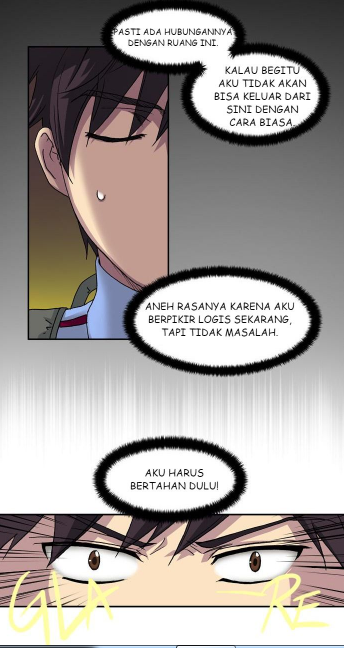 PASTI ADA HUBUNGANNYA
DENGAN RUANG INI.
KALAU BEGITU
AKU TIDAK AKAN
BISA KELUAR DARI
SINI DENGAN
CARA BIASA.
ANEH RASANYA KARENA AKU
BERPIKIR LOGIS SEKARANG,
TAPI TIDAK MASALAH.
AKU HARUS
BERTAHAN DULU!
GLA—RE